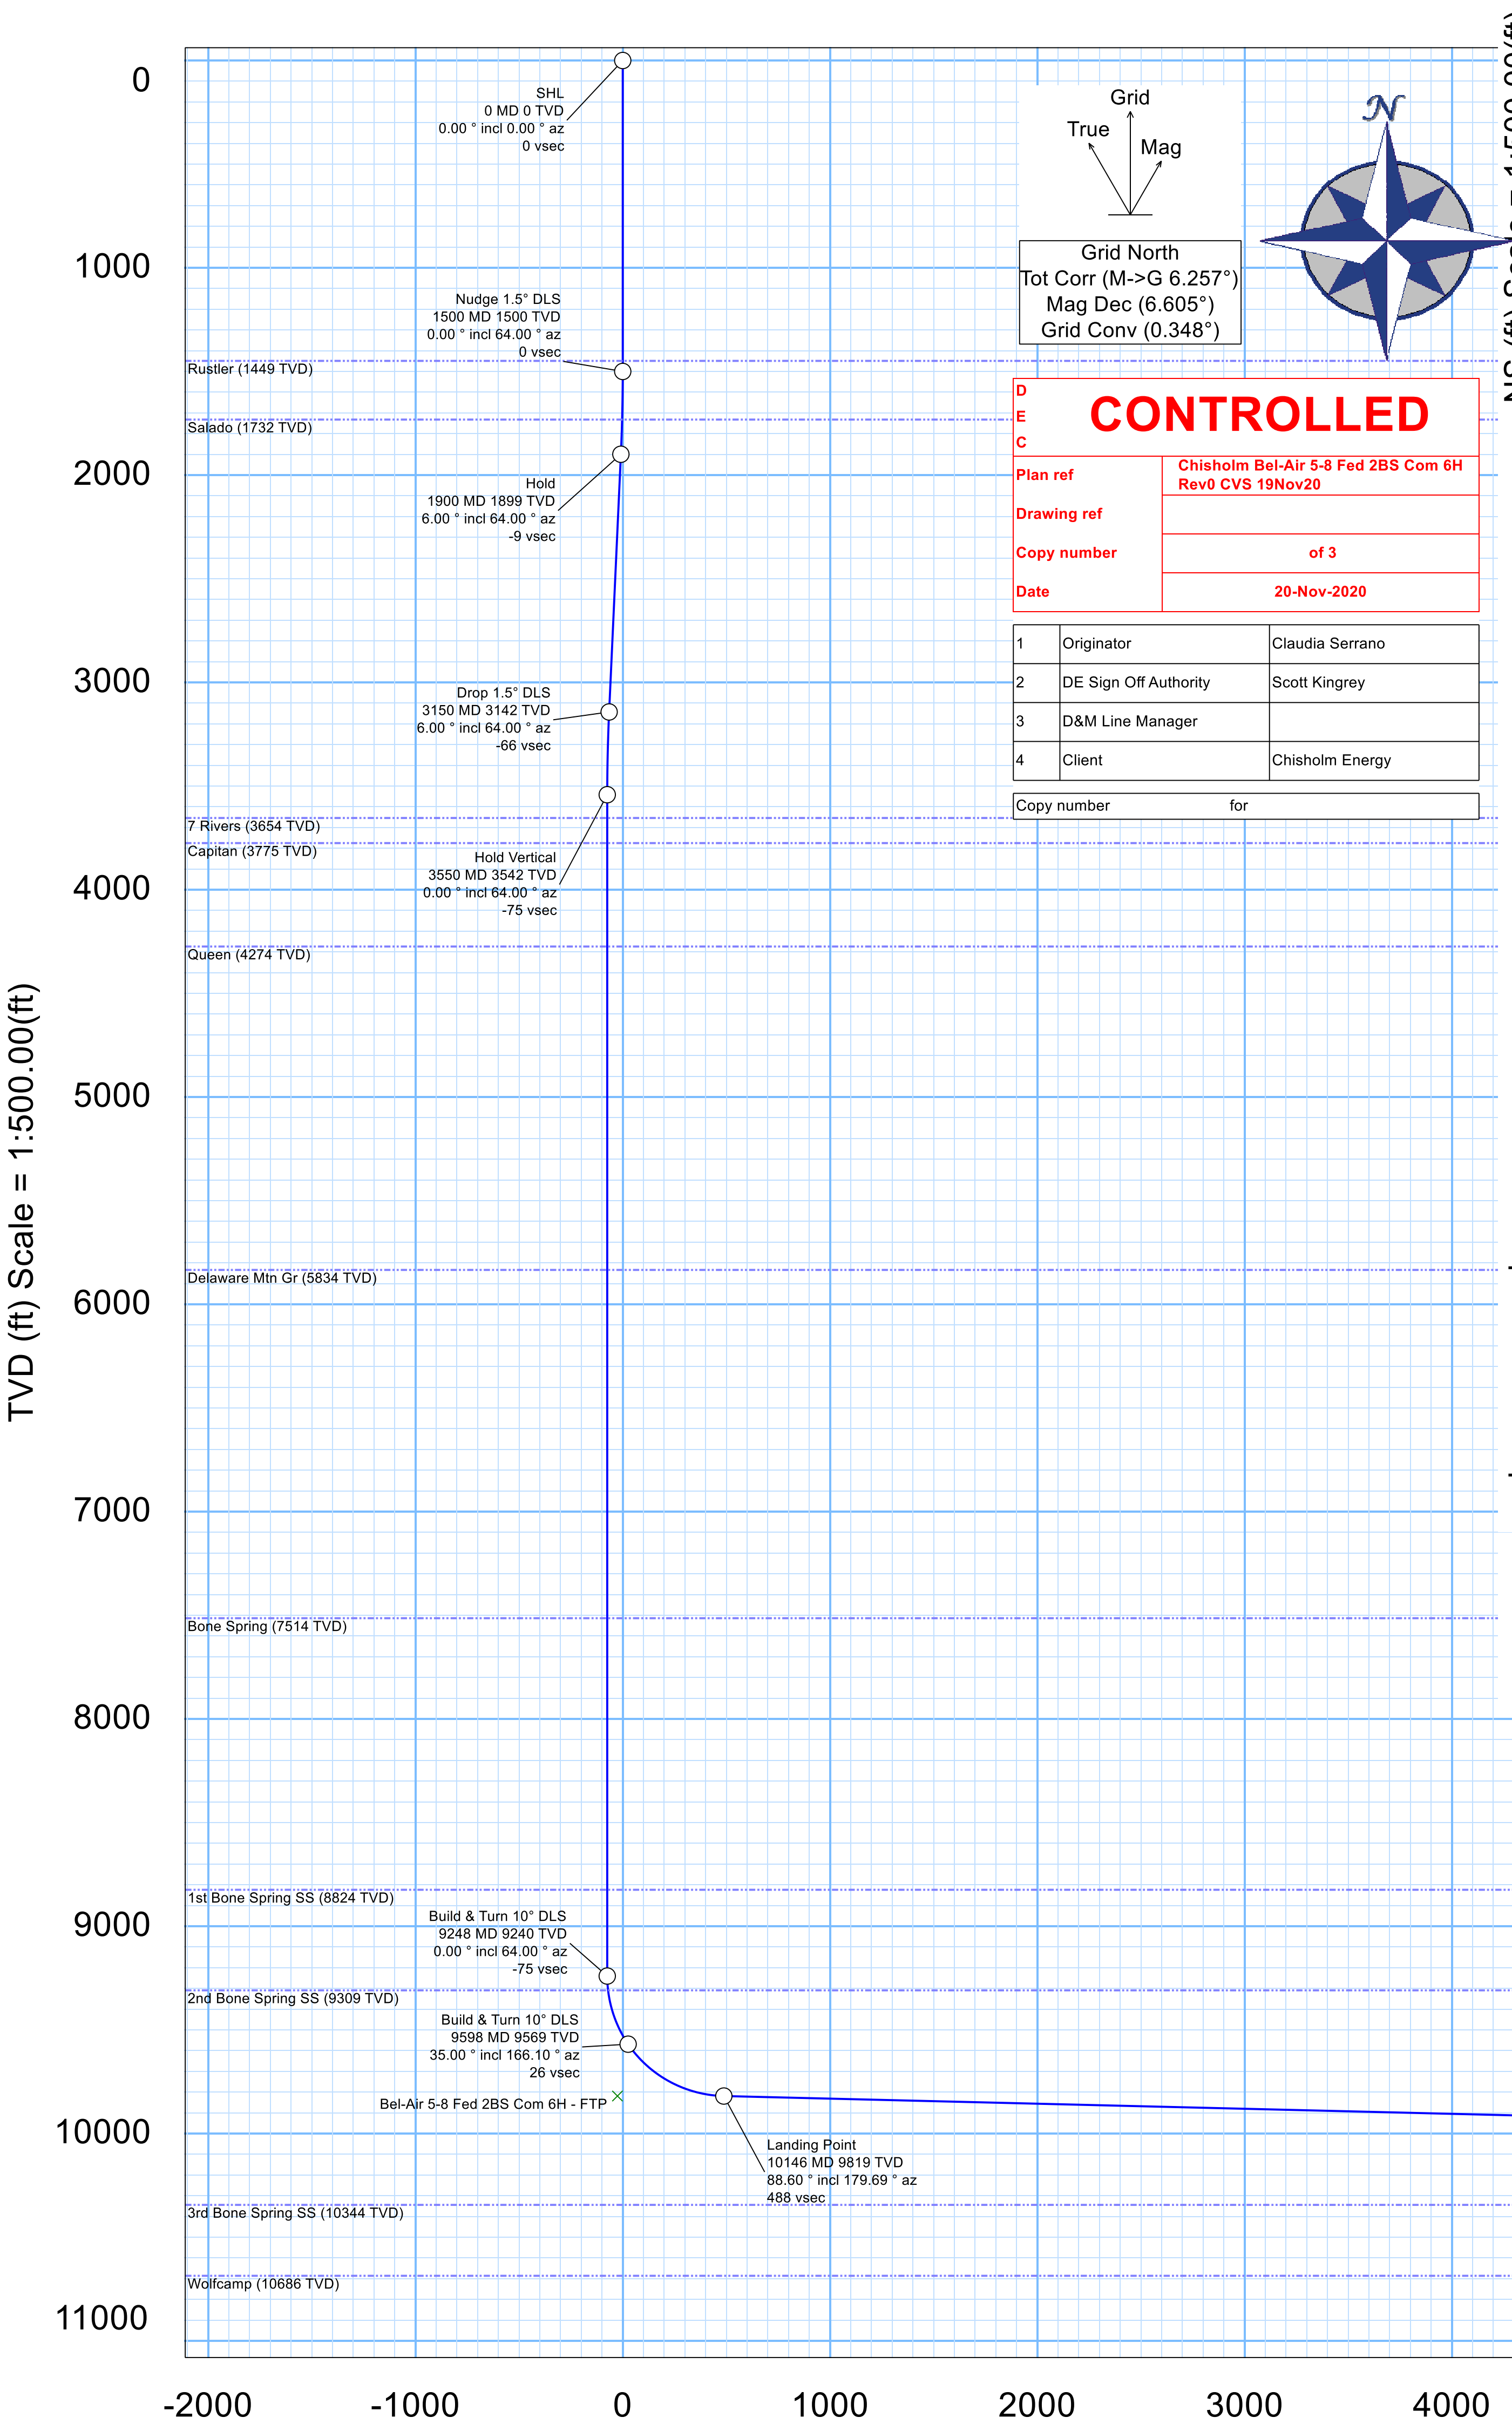 0
SHL
0 MD 0 TVD
0.00 ° incl 0.00 ° az
0 vsec
1000
Nudge 1.5° DLS
1500 MD 1500 TVD
0.00 ° incl 64.00 ° az
0 vsec
Rustler (1449 TVD)
Salado (1732 TVD)
2000
Hold
1900 MD 1899 TVD
6.00 ° incl 64.00 ° az
-9 vsec
3000
Drop 1.5° DLS
3150 MD 3142 TVD
6.00 ° incl 64.00 ° az
-66 vsec
7 Rivers (3654 TVD)
Capitan (3775 TVD)
Hold Vertical
3550 MD 3542 TVD
0.00 ° incl 64.00 ° az
-75 vsec
4000
Queen (4274 TVD)
TVD (ft) Scale = 1:500.00(ft)
5000
Delaware Mtn Gr (5834 TVD)
6000
7000
Bone Spring (7514 TVD)
8000
1st Bone Spring SS (8824 TVD)
9000
Build & Turn 10° DLS
9248 MD 9240 TVD
0.00 ° incl 64.00 ° az
-75 vsec
2nd Bone Spring SS (9309 TVD)
Build & Turn 10° DLS
9598 MD 9569 TVD
35.00 ° incl 166.10 ° az
26 vsec
Bel-Air 5-8 Fed 2BS Com 6H - FTP
10000
Landing Point
10146 MD 9819 TVD
88.60 ° incl 179.69 ° az
488 vsec
3rd Bone Spring SS (10344 TVD)
Wolfcamp (10686 TVD)
11000
-2000 -1000 0 1000 2000 3000 4000
Grid
True
Mag
N
Grid North
Tot Corr (M->G 6.257°)
Mag Dec (6.605°)
Grid Conv (0.348°)
D
E
C
CONTROLLED
Plan ref
Chisholm Bel-Air 5-8 Fed 2BS Com 6H
Rev0 CVS 19Nov20
Drawing ref
Copy number of 3
Date 20-Nov-2020
1 Originator Claudia Serrano
2 DE Sign Off Authority Scott Kingrey
3 D&M Line Manager
4 Client Chisholm Energy
Copy number for